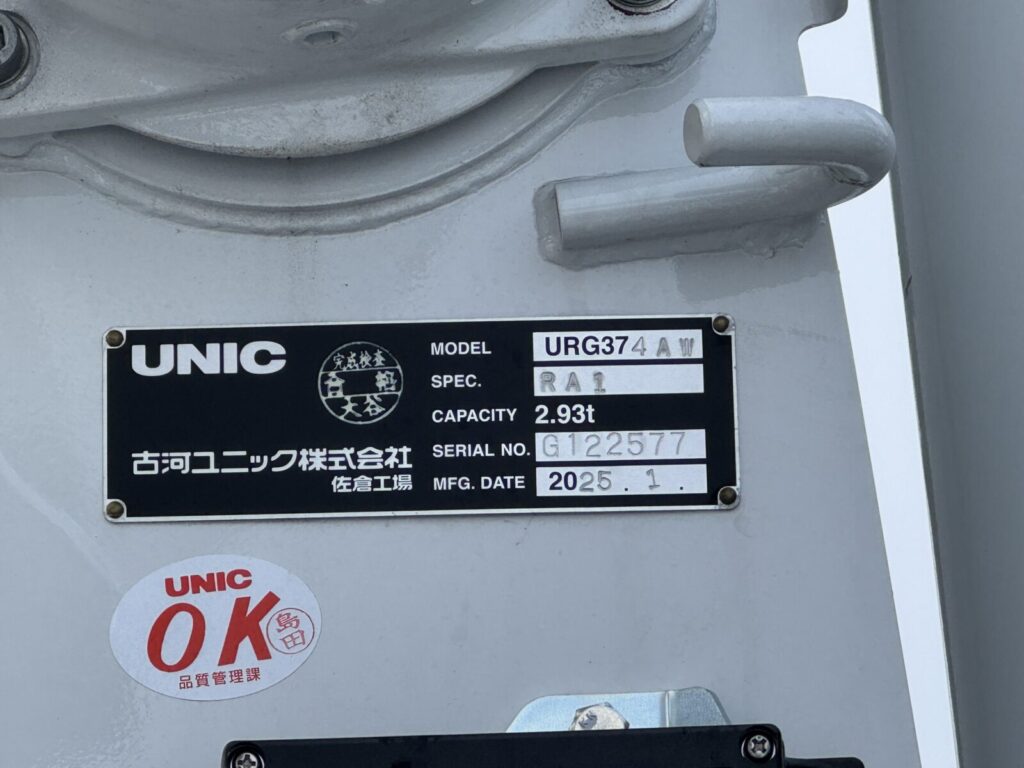 UNIC
完成検査
大谷
古河ユニック株式会社
佐倉工場
MODEL URG374AW
SPEC. RA1
CAPACITY 2.93t
SERIAL NO. G122577
MFG. DATE 2025.1.
UNIC
OK
島田
品質管理課